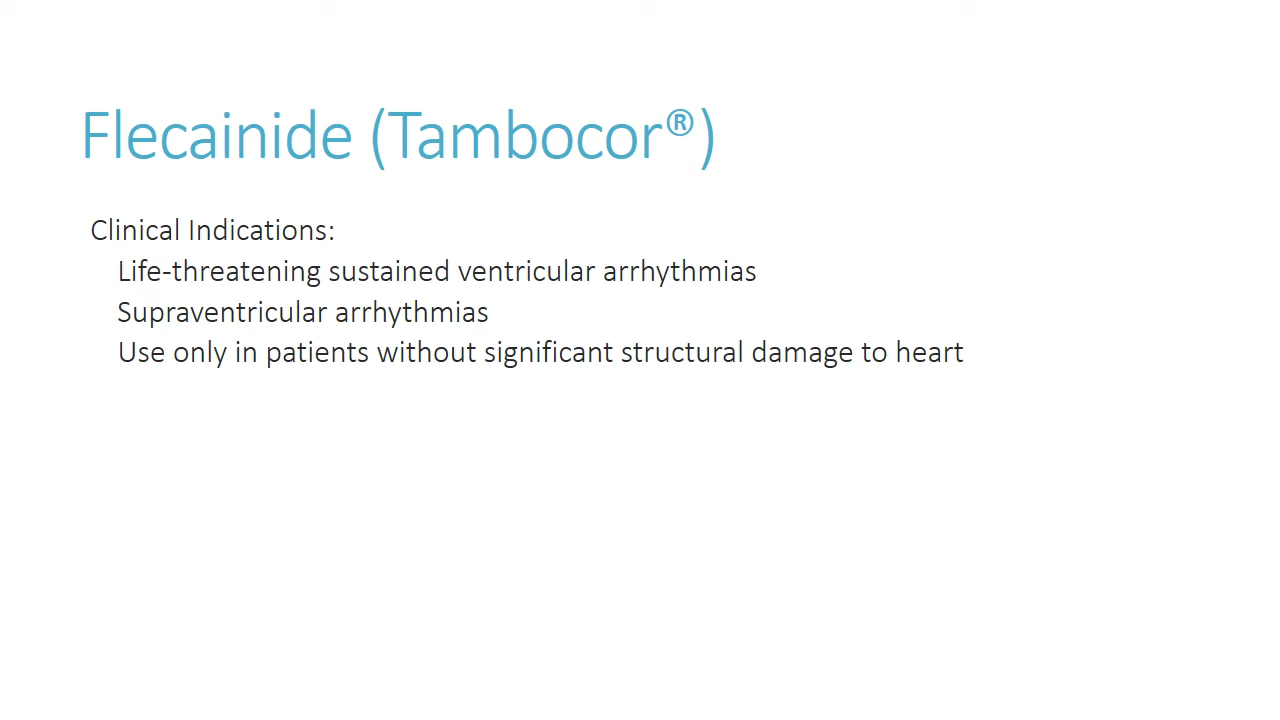 Flecainide (Tambocor®)
Clinical Indications:
Life-threatening sustained ventricular arrhythmias
Supraventricular arrhythmias
Use only in patients without significant structural damage to heart